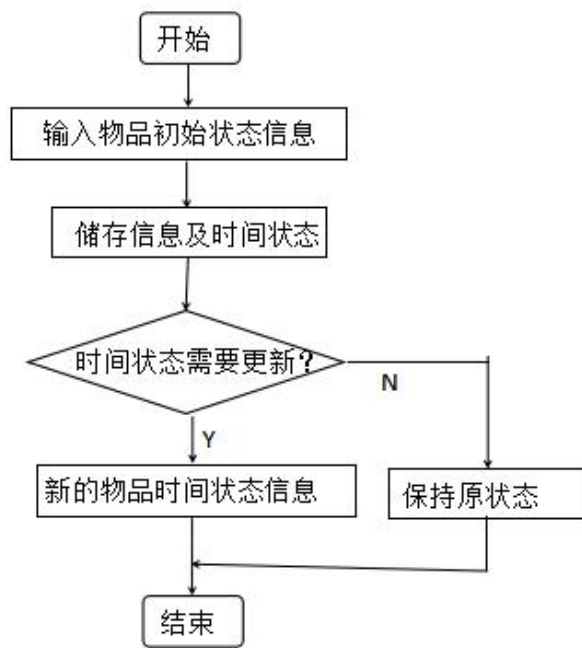 开始
输入物品初始状态信息
储存信息及时间状态
时间状态需要更新?
N
Y
新的物品时间状态信息
保持原状态
结束